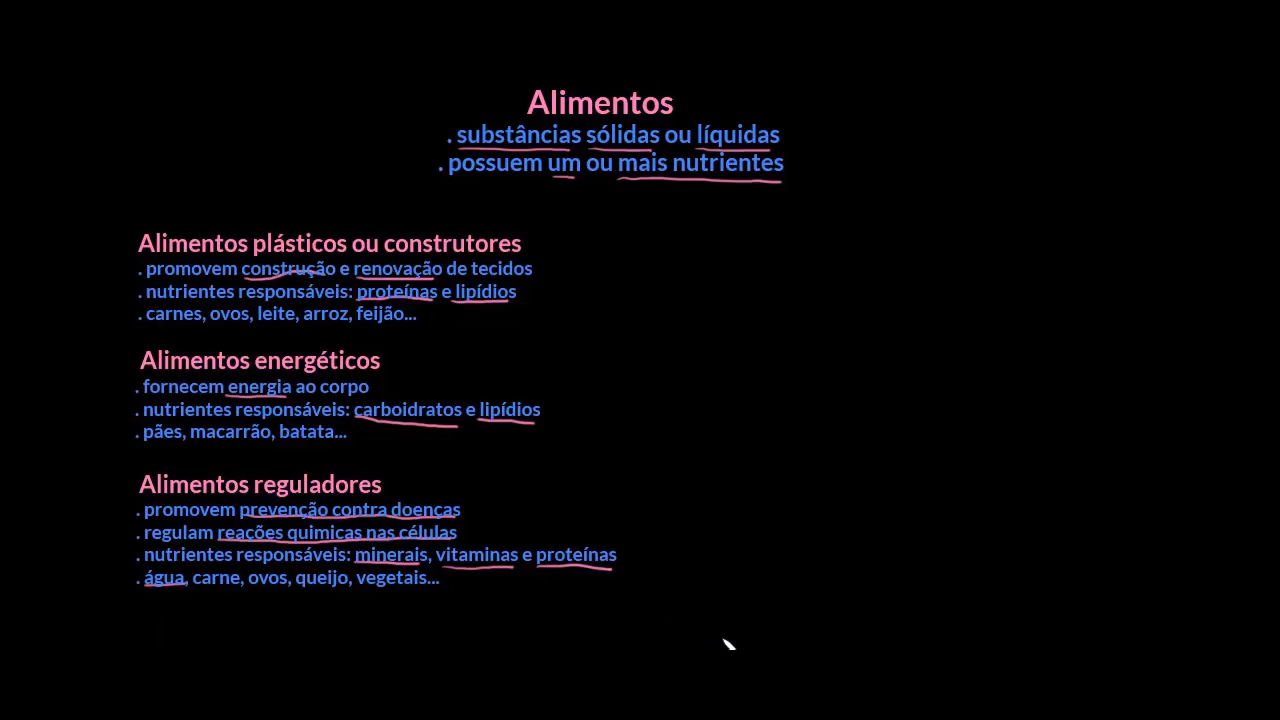 Alimentos
. substâncias sólidas ou líquidas
. possuem um ou mais nutrientes
Alimentos plásticos ou construtores
. promovem construção e renovação de tecidos
. nutrientes responsáveis: proteínas e lipídios
. carnes, ovos, leite, arroz, feijão...
Alimentos energéticos
. fornecem energia ao corpo
. nutrientes responsáveis: carboidratos e lipídios
. pães, macarrão, batata...
Alimentos reguladores
. promovem prevenção contra doenças
. regulam reações quimicas nas células
. nutrientes responsáveis: minerais, vitaminas e proteínas
. água, carne, ovos, queijo, vegetais...